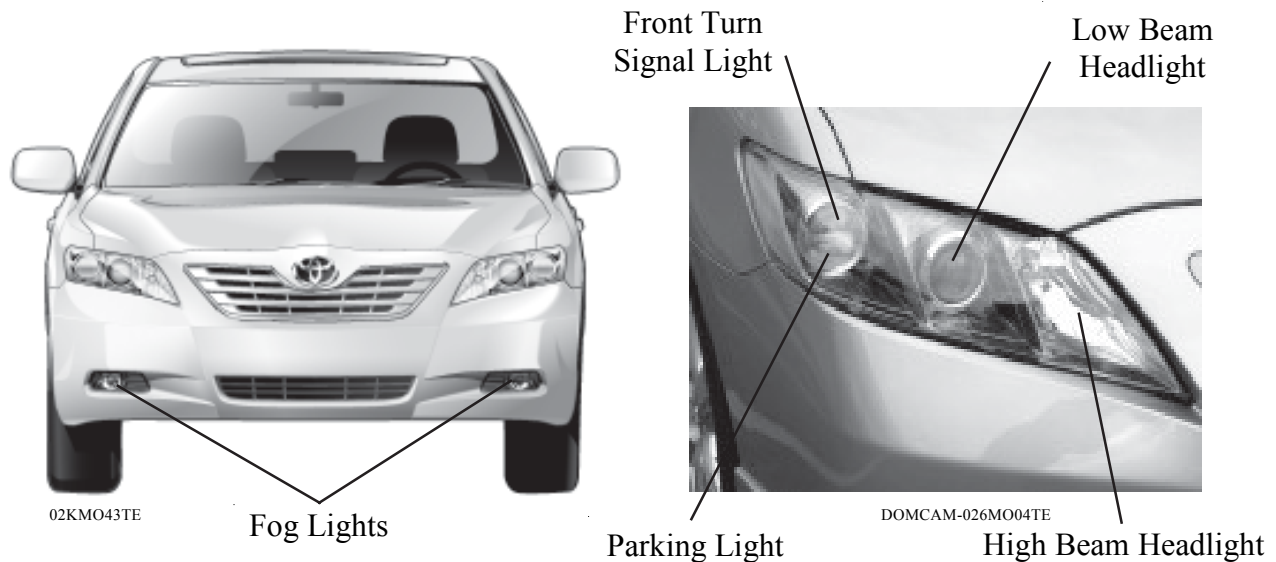 Front Turn
Signal Light
Low Beam
Headlight
02KMO43TE
Fog Lights
DOMCAM-026MO04TE
Parking Light
High Beam Headlight